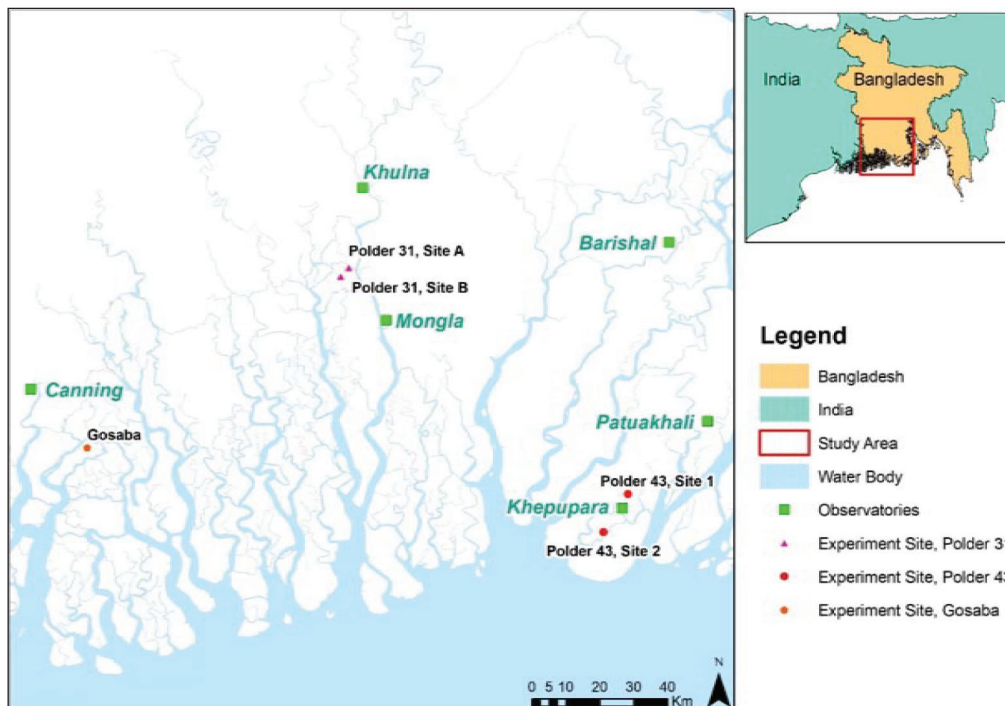 Khulna
Polder 31, Site A
Polder 31, Site B
Mongla
Barishal
Canning
Gosaba
Patuakhali
Polder 43, Site 1
Khepupara
Polder 43, Site 2
N
0 5 10 20 30 40
Km
India
Bangladesh
Legend
Bangladesh
India
Study Area
Water Body
Observatories
Experiment Site, Polder 31
Experiment Site, Polder 43
Experiment Site, Gosaba